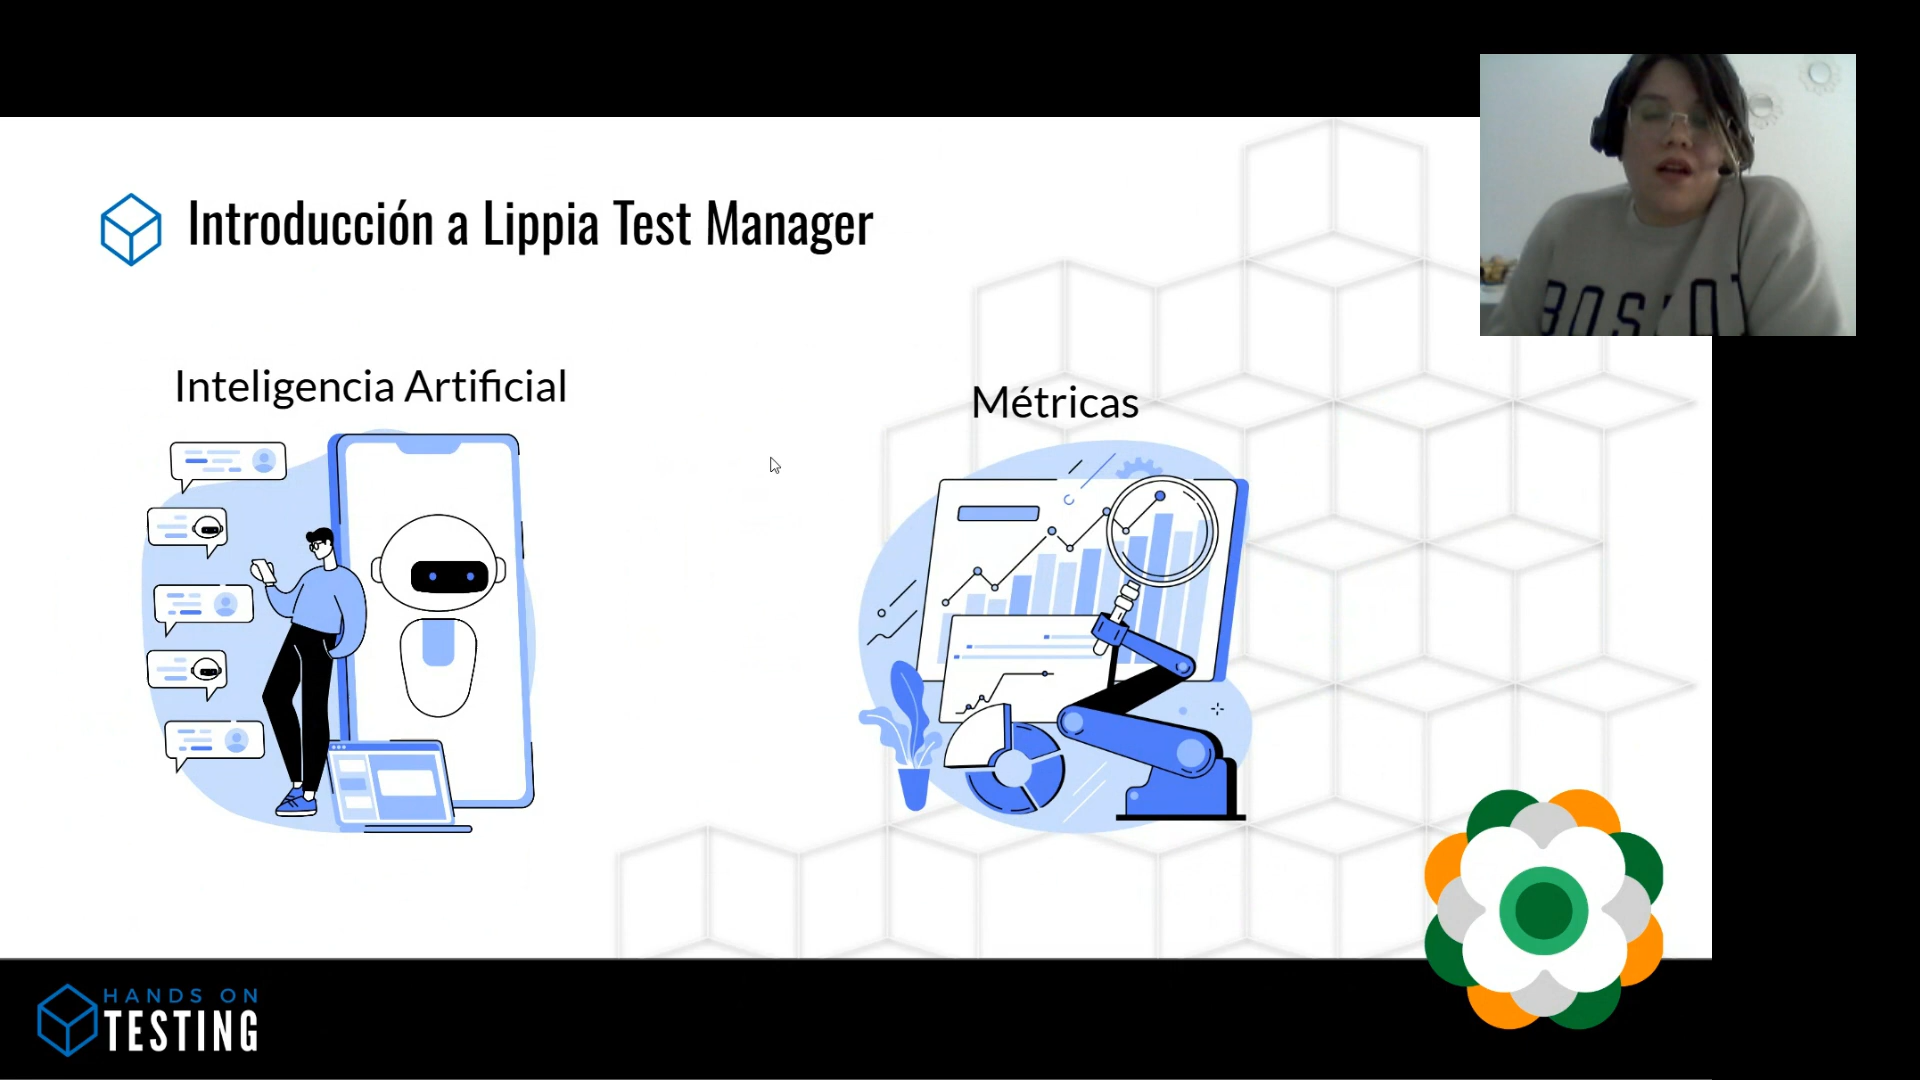 Introducción a Lippia Test Manager
Inteligencia Artificial
Métricas
HANDS ON
TESTING